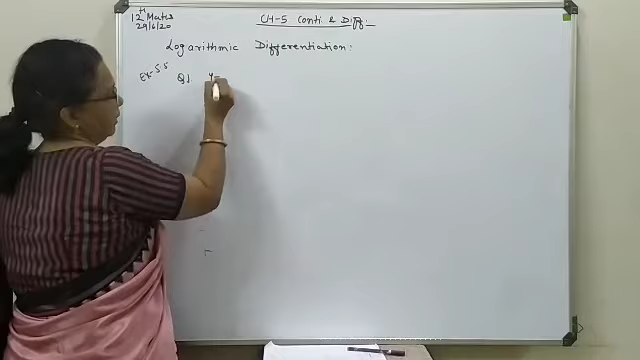 12th Maths CH-5 Conti & Diff.
29/6/20
Logarithmic Differentiation:
Ex-5.5 Q1. y=